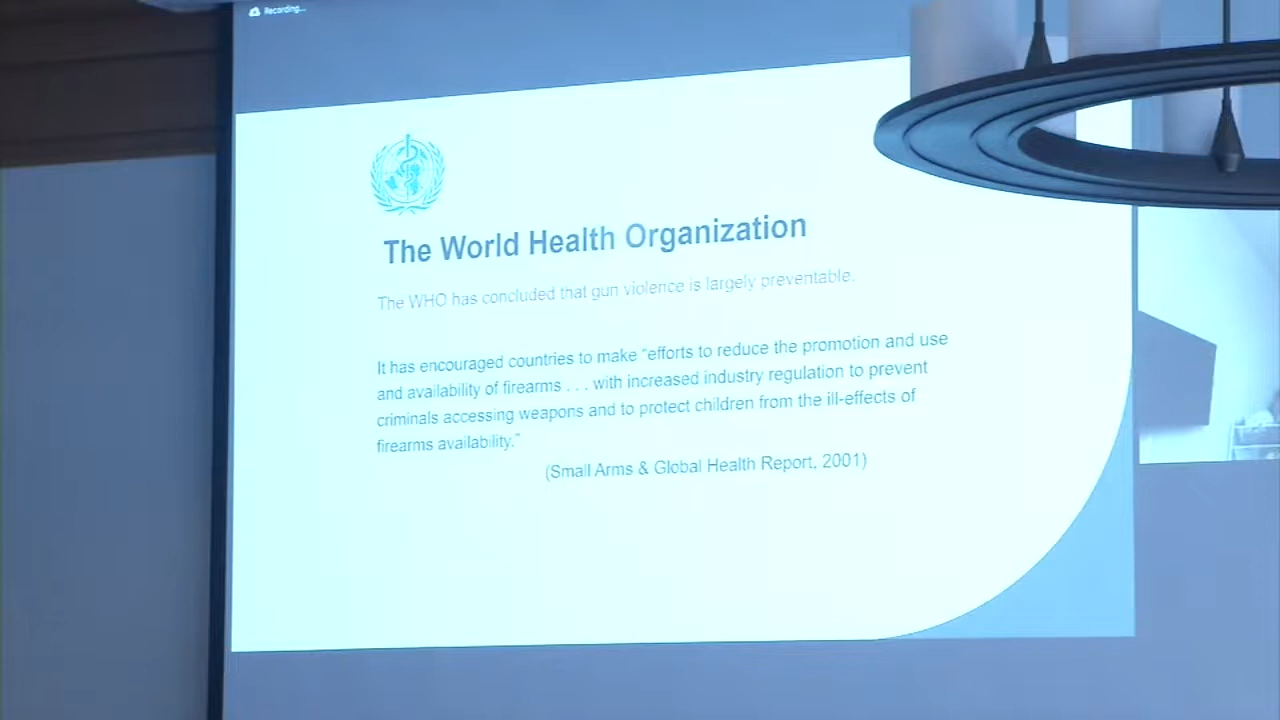 Recording...
The World Health Organization
The WHO has concluded that gun violence is largely preventable.
It has encouraged countries to make "efforts to reduce the promotion and use
and availability of firearms . . . with increased industry regulation to prevent
criminals accessing weapons and to protect children from the ill-effects of
firearms availability."
(Small Arms & Global Health Report, 2001)